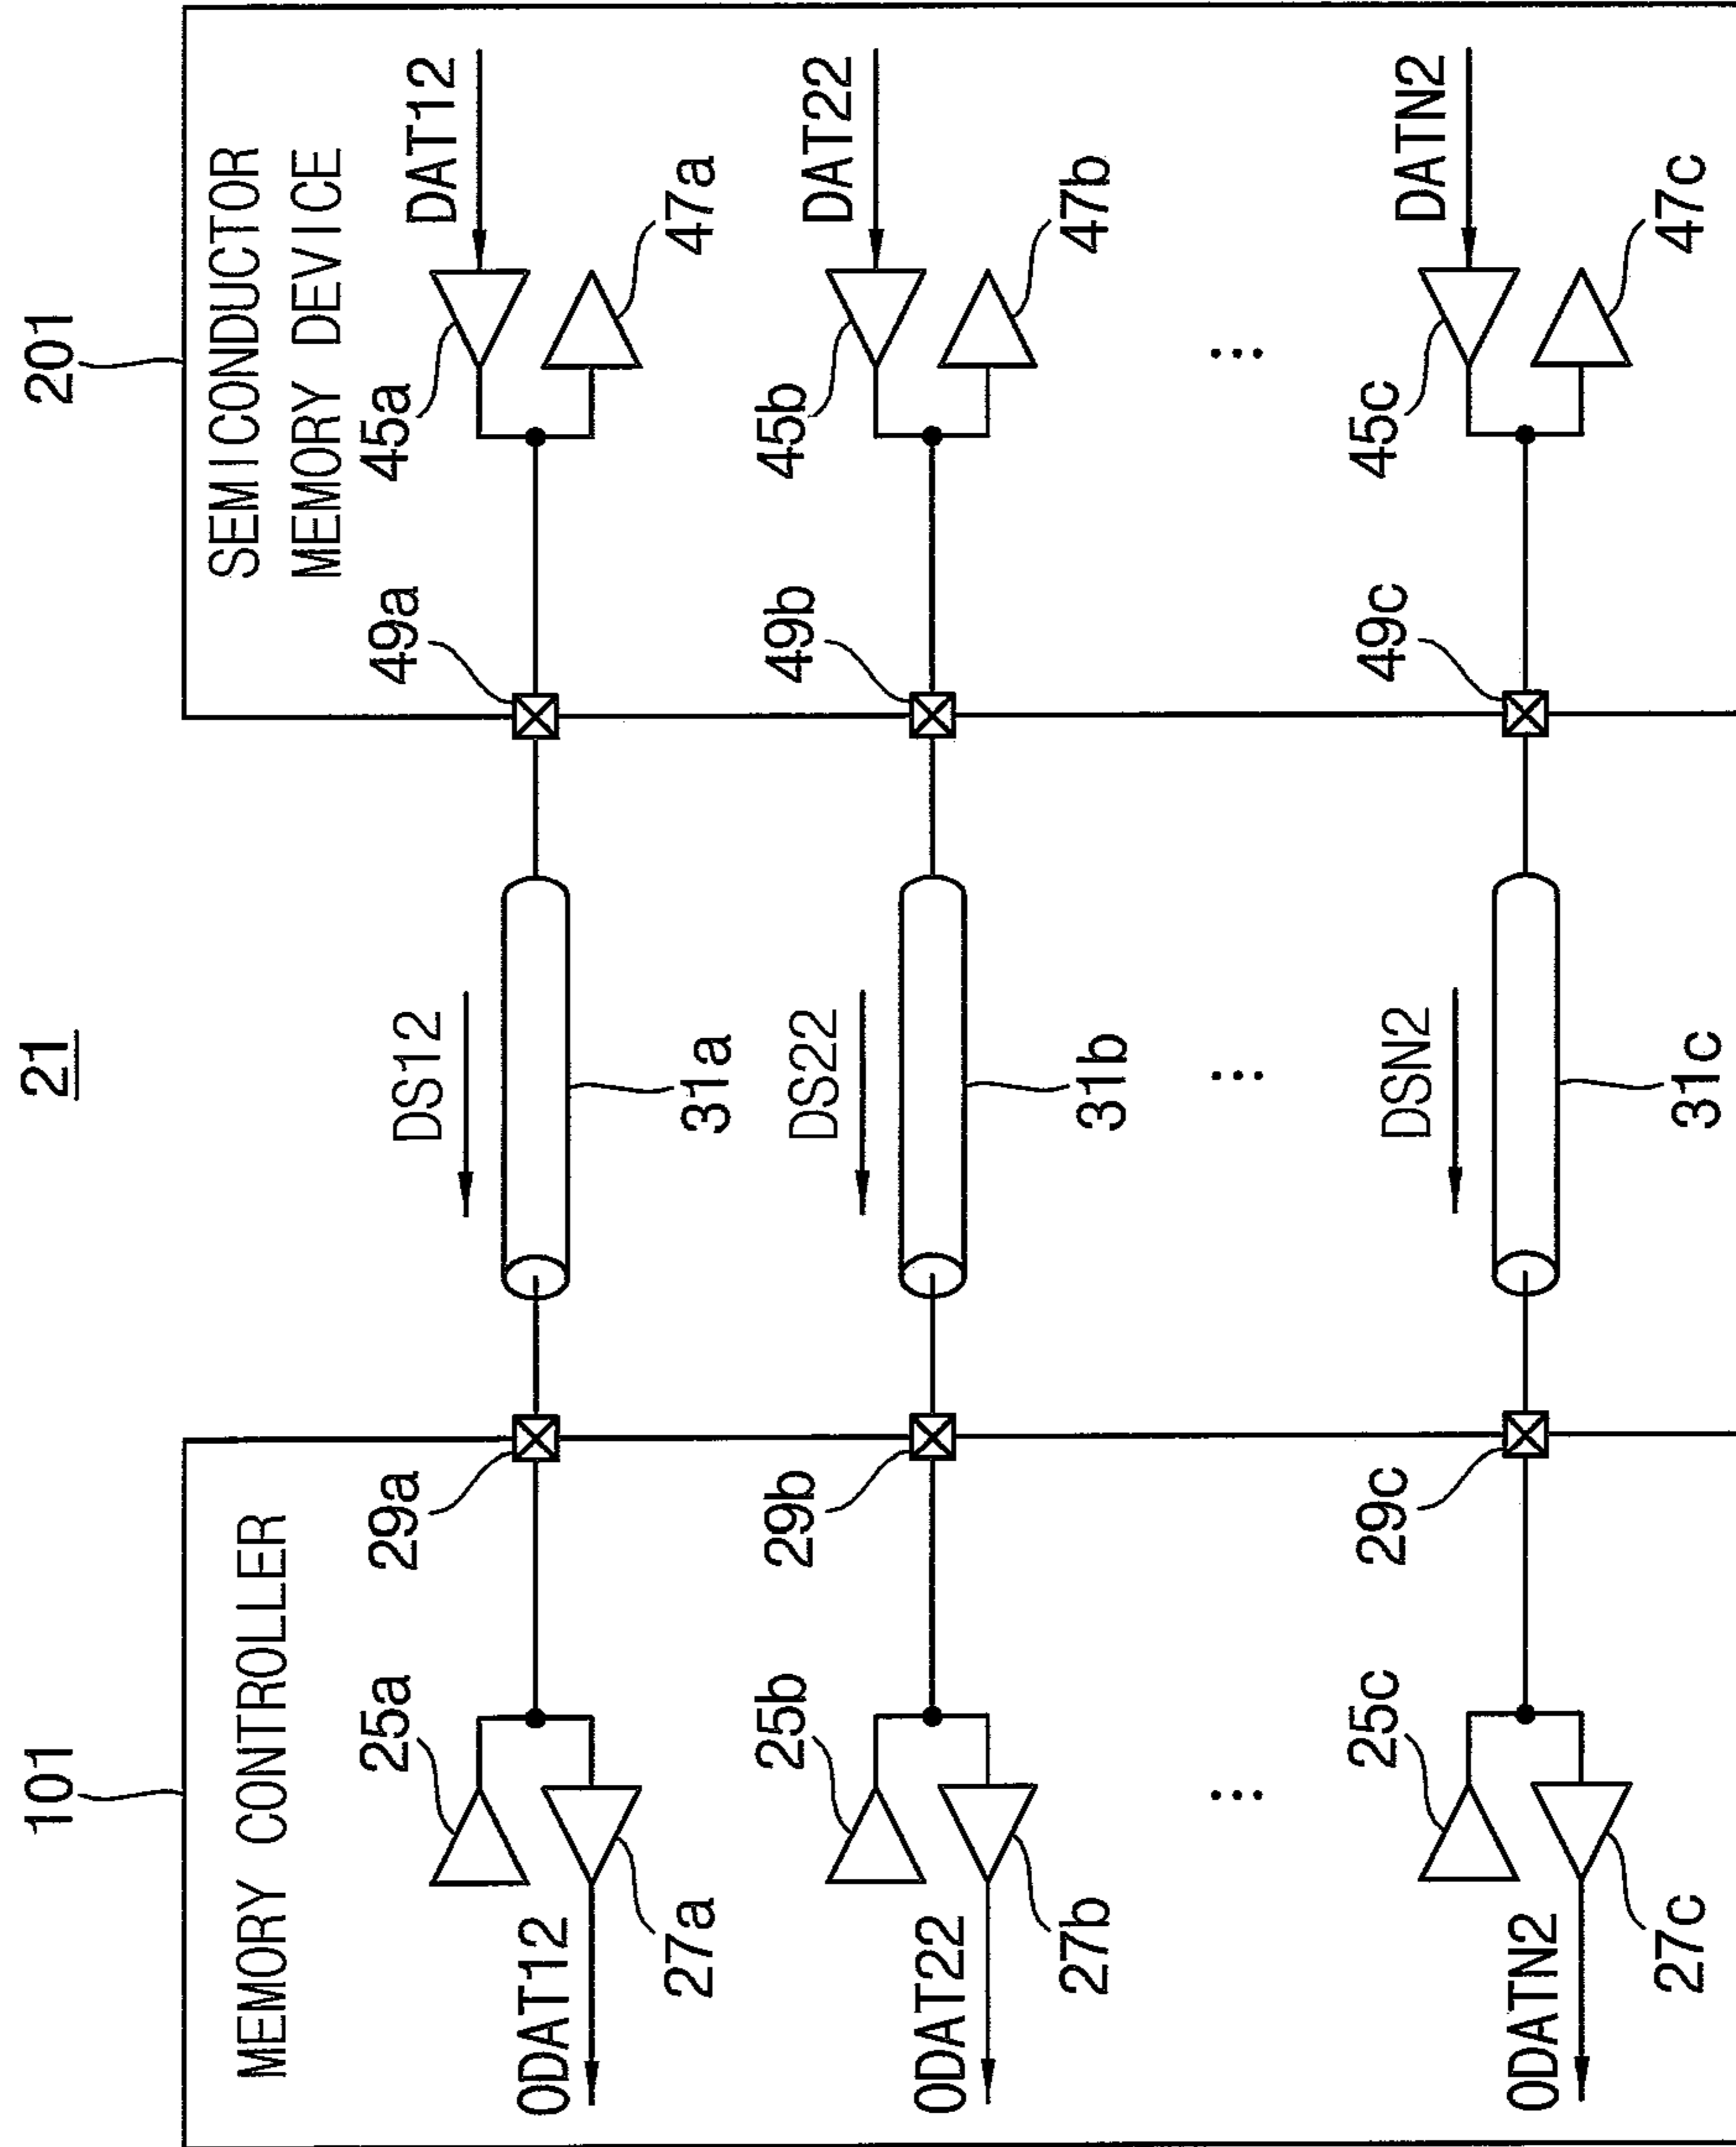 21
101
201
MEMORY CONTROLLER
SEMICONDUCTOR
MEMORY DEVICE
25a
29a
DS12
49a
45a
DAT12
ODAT12
27a
31a
47a
25b
29b
DS22
49b
45b
DAT22
ODAT22
27b
31b
47b
...
...
...
25c
29c
DSN2
49c
45c
DATN2
ODATN2
27c
31c
47c